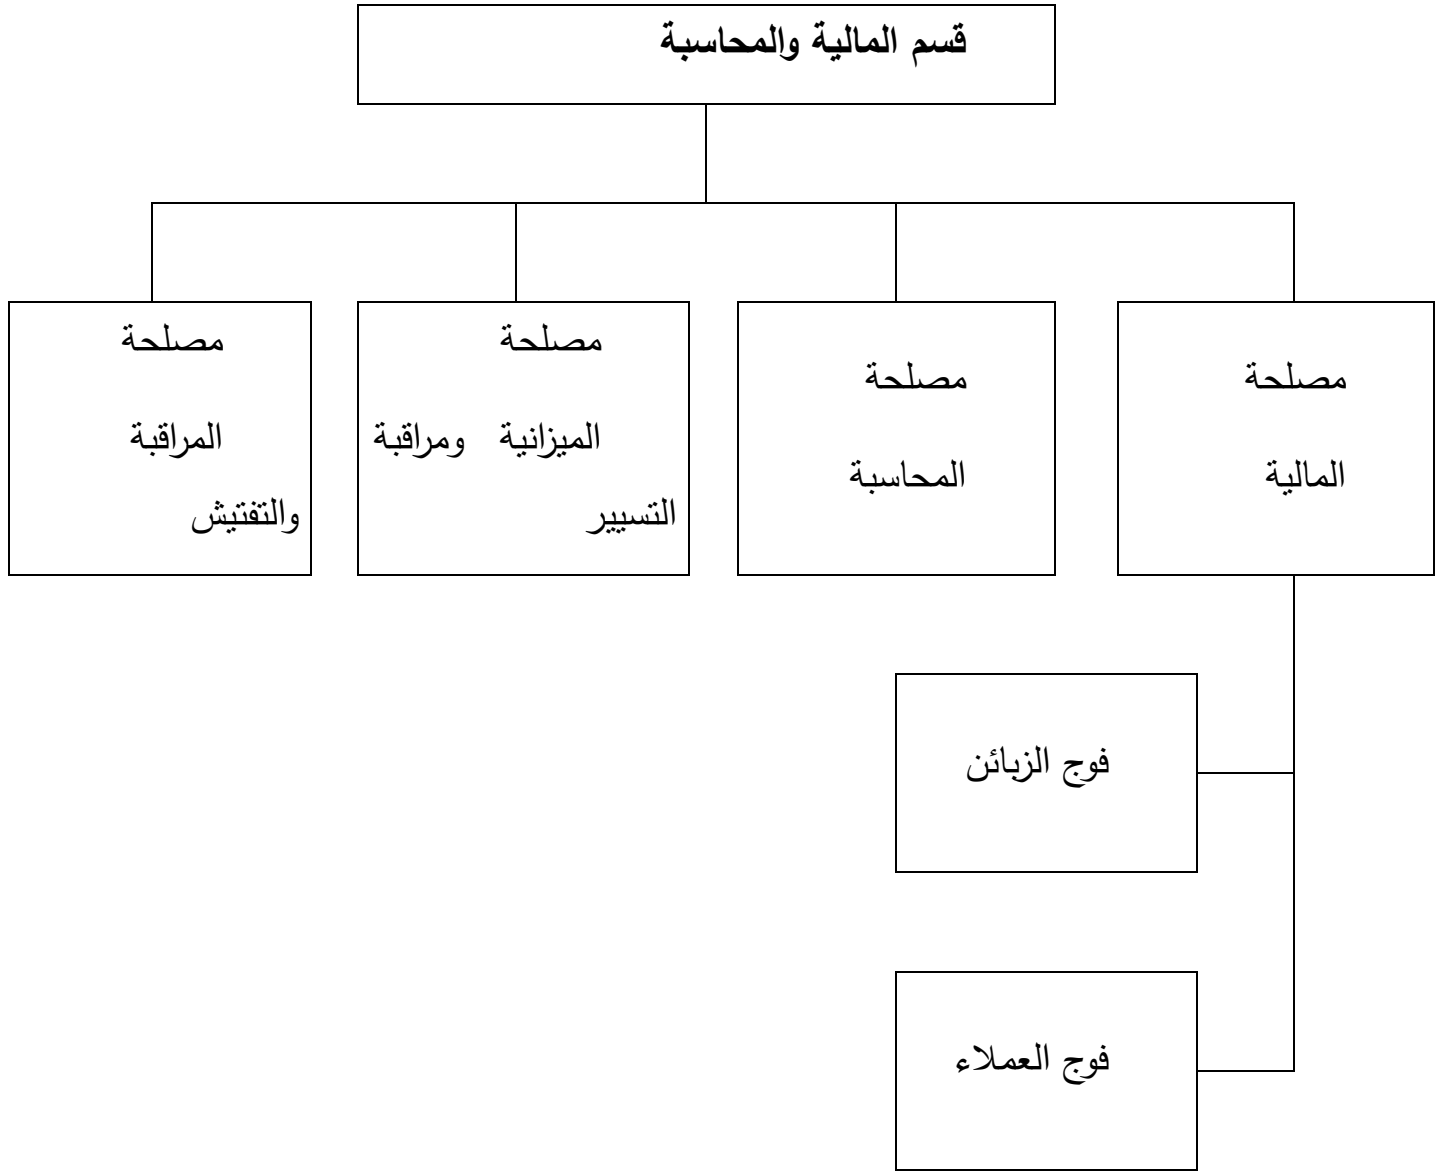 قسم المالية والمحاسبة
مصلحة
المالية
مصلحة
المحاسبة
مصلحة
الميزانية ومراقبة
التسيير
مصلحة
المراقبة
والتفتيش
فوج الزبائن
فوج العملاء